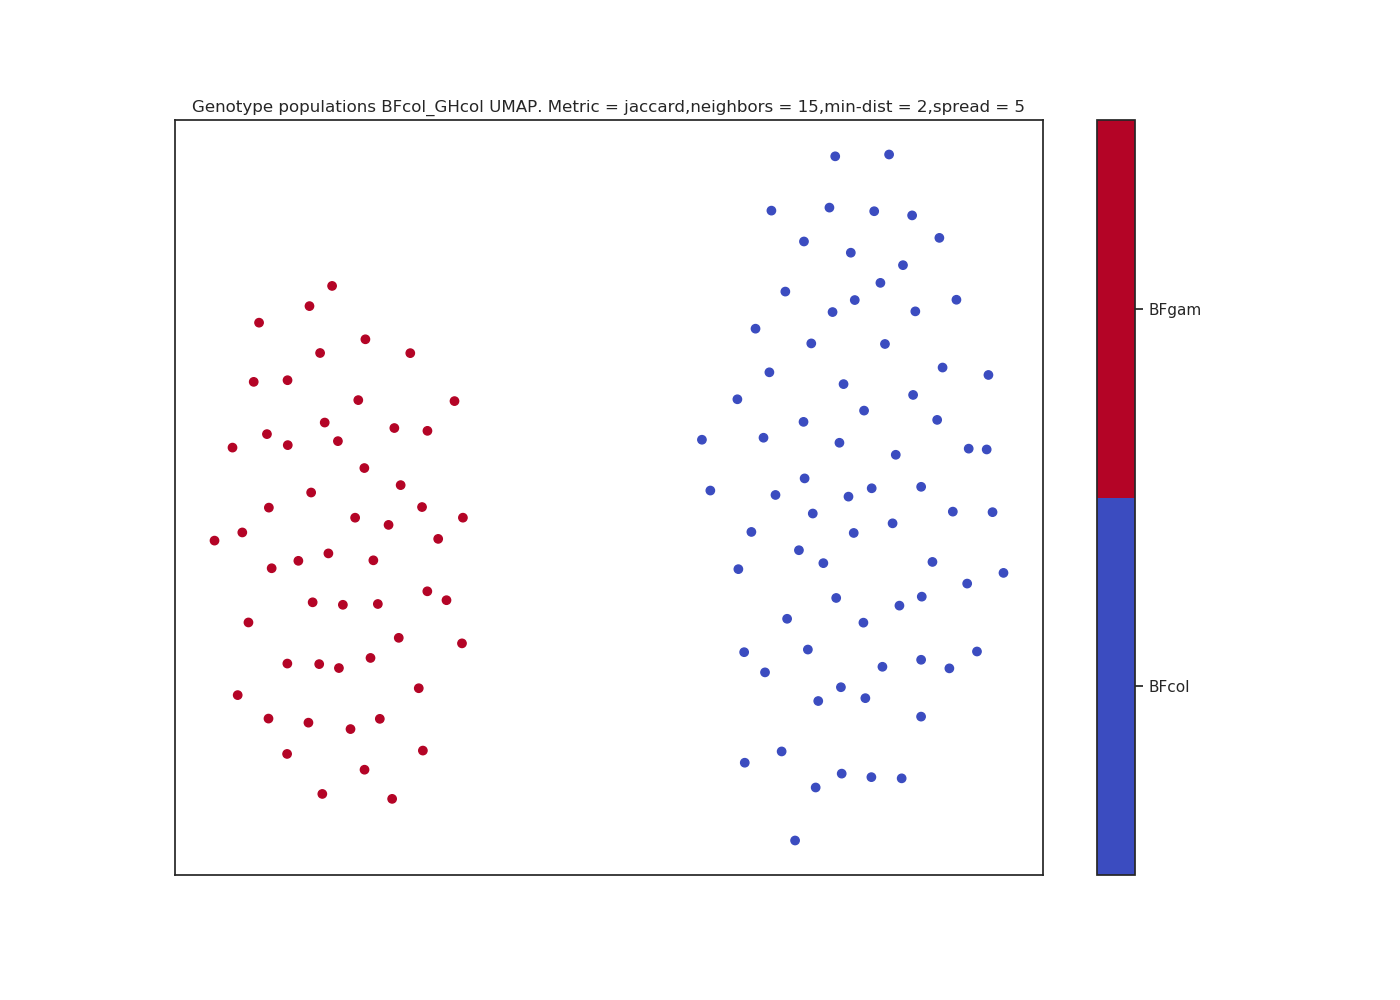 Genotype populations BFcol_GHcol UMAP. Metric = jaccard,neighbors = 15,min-dist = 2,spread = 5
BFgam
BFcol